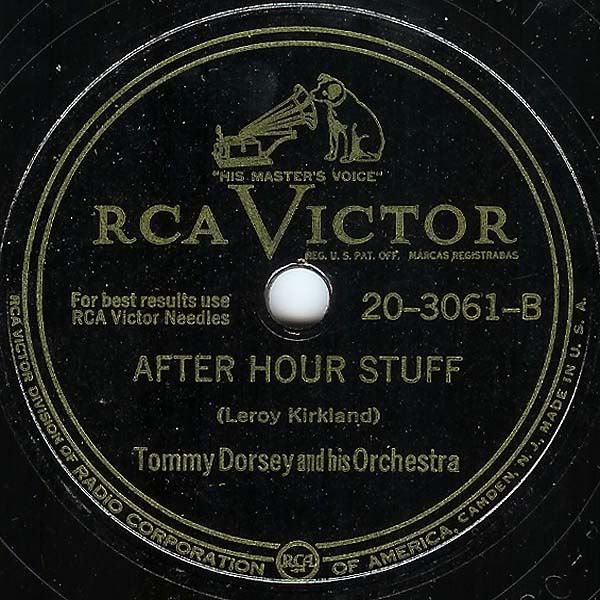 "HIS MASTER'S VOICE"
RCA VICTOR
REG. U. S. PAT. OFF. MARCAS REGISTRADAS
For best results use
RCA Victor Needles
20-3061-B
AFTER HOUR STUFF
(Leroy Kirkland)
Tommy Dorsey and his Orchestra
RCA VICTOR DIVISION OF RADIO CORPORATION OF AMERICA, CAMDEN, N. J., MADE IN U. S. A.
RCA